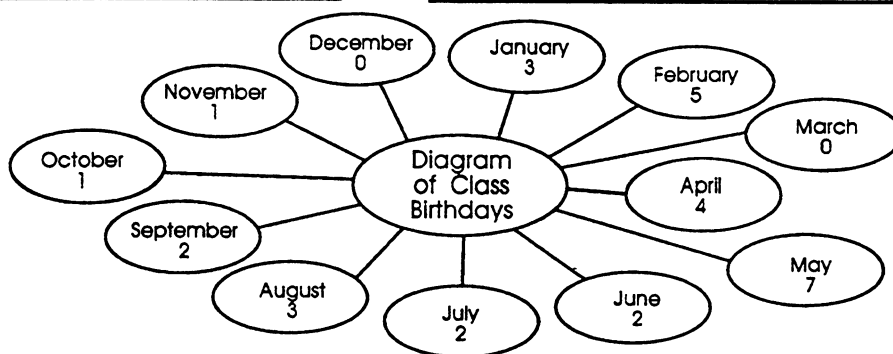 December
0
January
3
February
5
November
1
March
0
October
1
Diagram
of Class
Birthdays
April
4
September
2
May
7
August
3
July
2
June
2